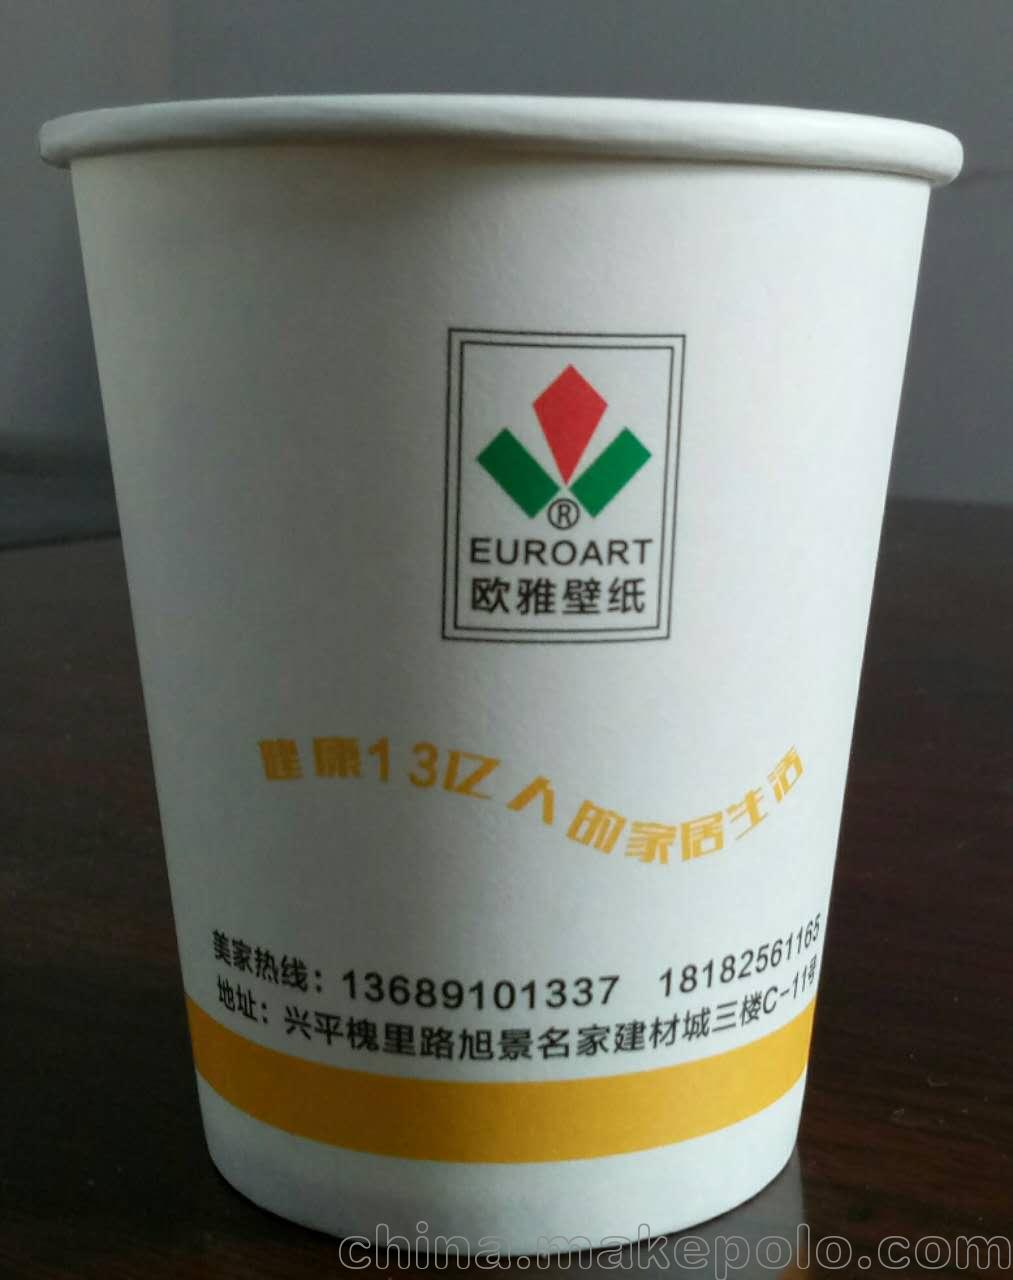 ®
EUROART
欧雅壁纸
健康13亿人的家居生活
美家热线：13689101337 18182561165
地址：兴平槐里路旭景名家建材城三楼C-11号
china.makepolo.com